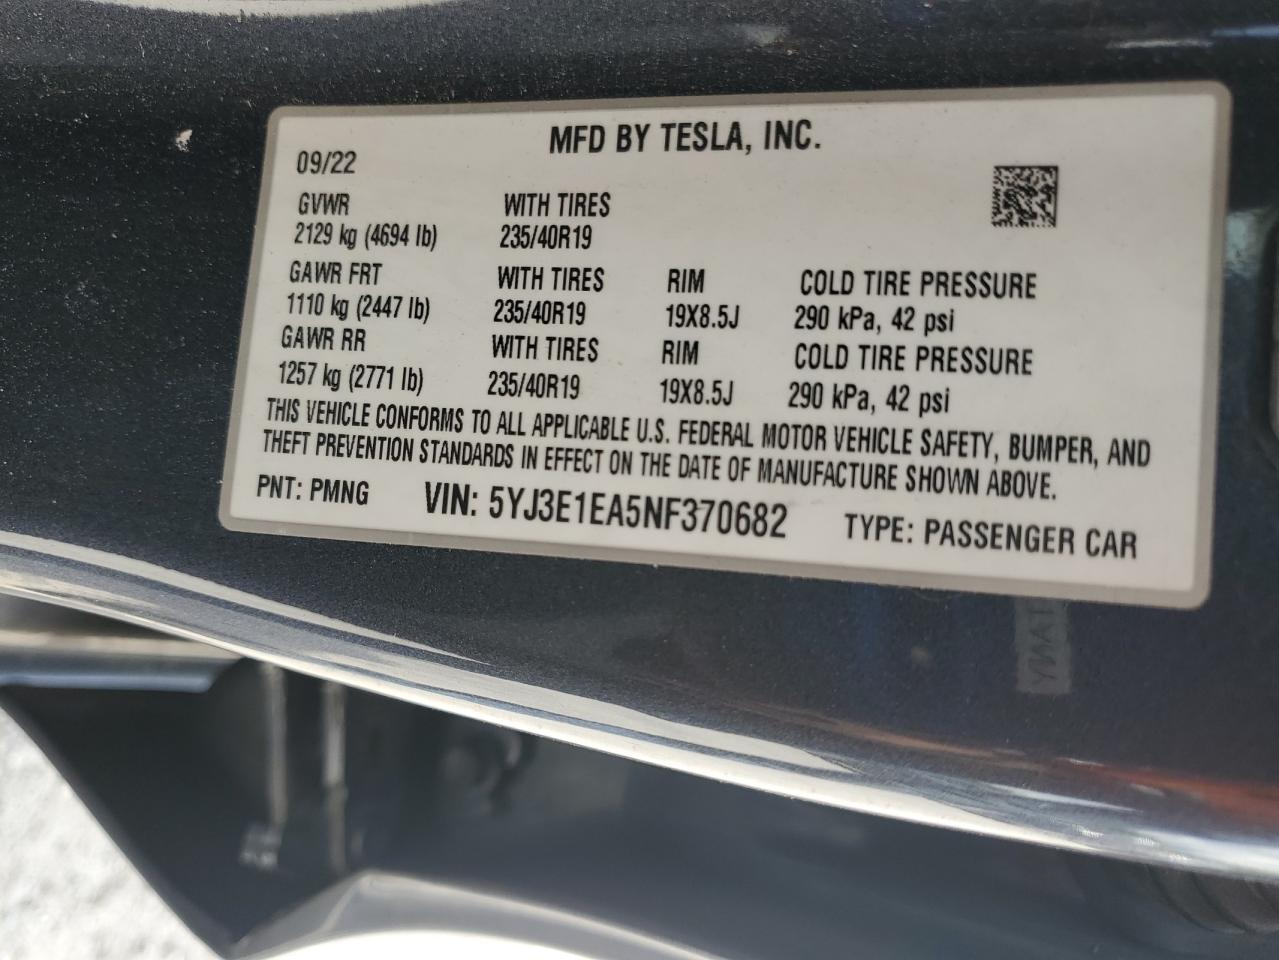 MFD BY TESLA, INC.
09/22
GVWR WITH TIRES
2129 kg (4694 lb) 235/40R19
GAWR FRT WITH TIRES RIM COLD TIRE PRESSURE
1110 kg (2447 lb) 235/40R19 19X8.5J 290 kPa, 42 psi
GAWR RR WITH TIRES RIM COLD TIRE PRESSURE
1257 kg (2771 lb) 235/40R19 19X8.5J 290 kPa, 42 psi
THIS VEHICLE CONFORMS TO ALL APPLICABLE U.S. FEDERAL MOTOR VEHICLE SAFETY, BUMPER, AND
THEFT PREVENTION STANDARDS IN EFFECT ON THE DATE OF MANUFACTURE SHOWN ABOVE.
PNT: PMNG VIN: 5YJ3E1EA5NF370682 TYPE: PASSENGER CAR